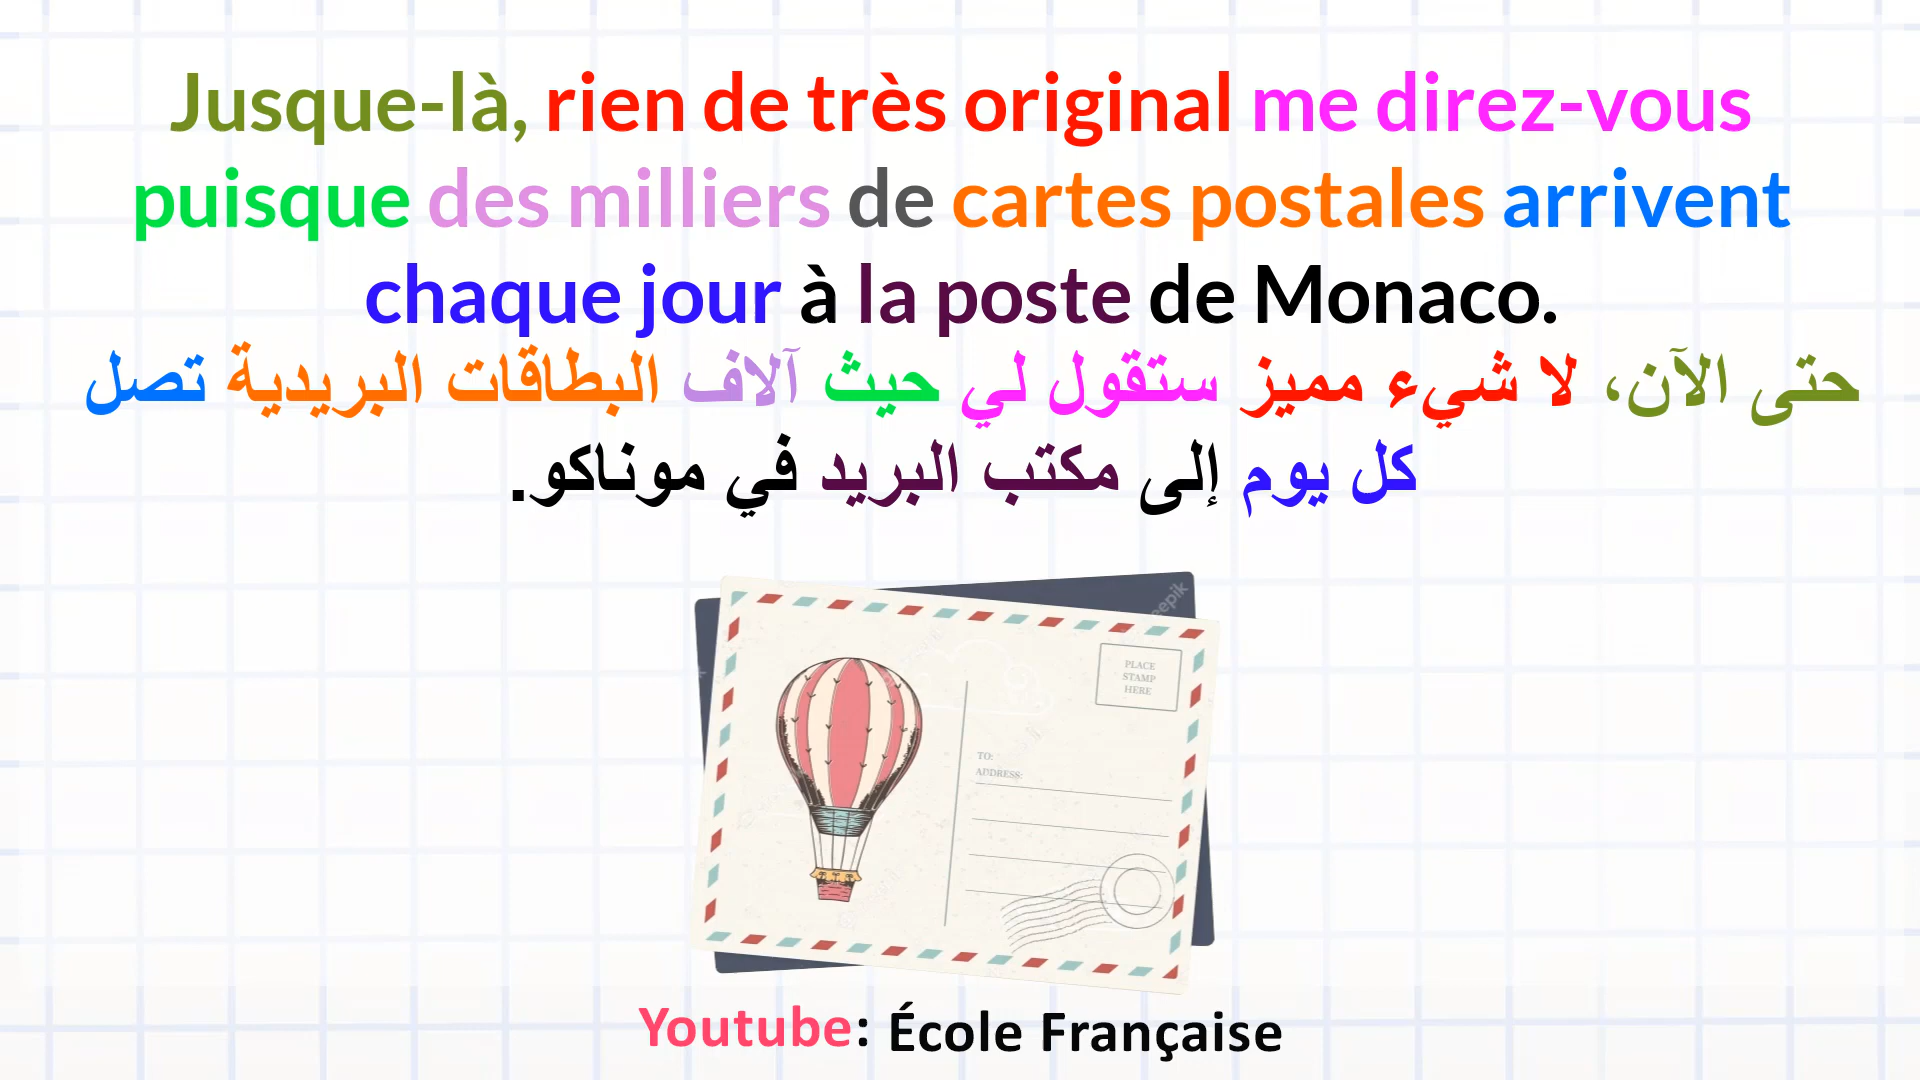 Jusque-là, rien de très original me direz-vous
puisque des milliers de cartes postales arrivent
chaque jour à la poste de Monaco.
حتى الآن، لا شيء مميز ستقول لي حيث آلاف البطاقات البريدية تصل
كل يوم إلى مكتب البريد في موناكو.
PLACE
STAMP
HERE
TO:
ADDRESS:
Youtube: École Française